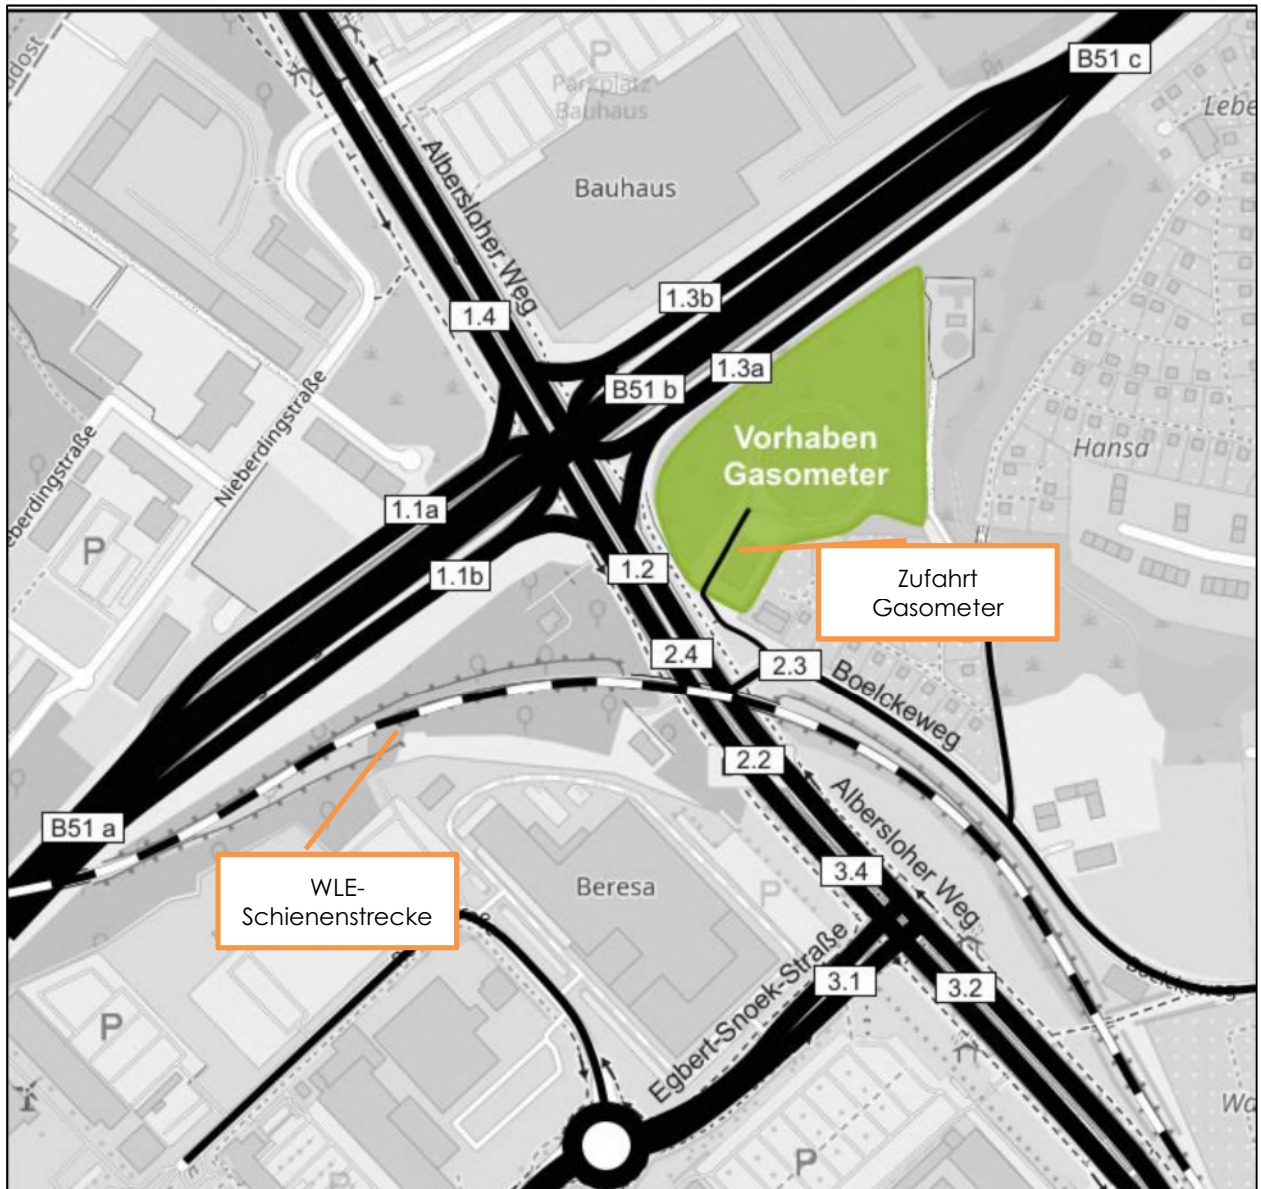 B51 c
P
Parkplatz
Bauhaus
Albersloher Weg
Bauhaus
1.3b
1.4
1.3a
B51 b
Vorhaben
Gasometer
Hansa
Nieberdingstraße
1.1a
P
1.1b
1.2
Zufahrt
Gasometer
2.4
2.3
Boelckeweg
2.2
Albersloher Weg
B51 a
WLE-
Schienenstrecke
Beresa
P
3.4
Egbert-Snoek-Straße
3.1
3.2
Boelckeweg
P
P
P